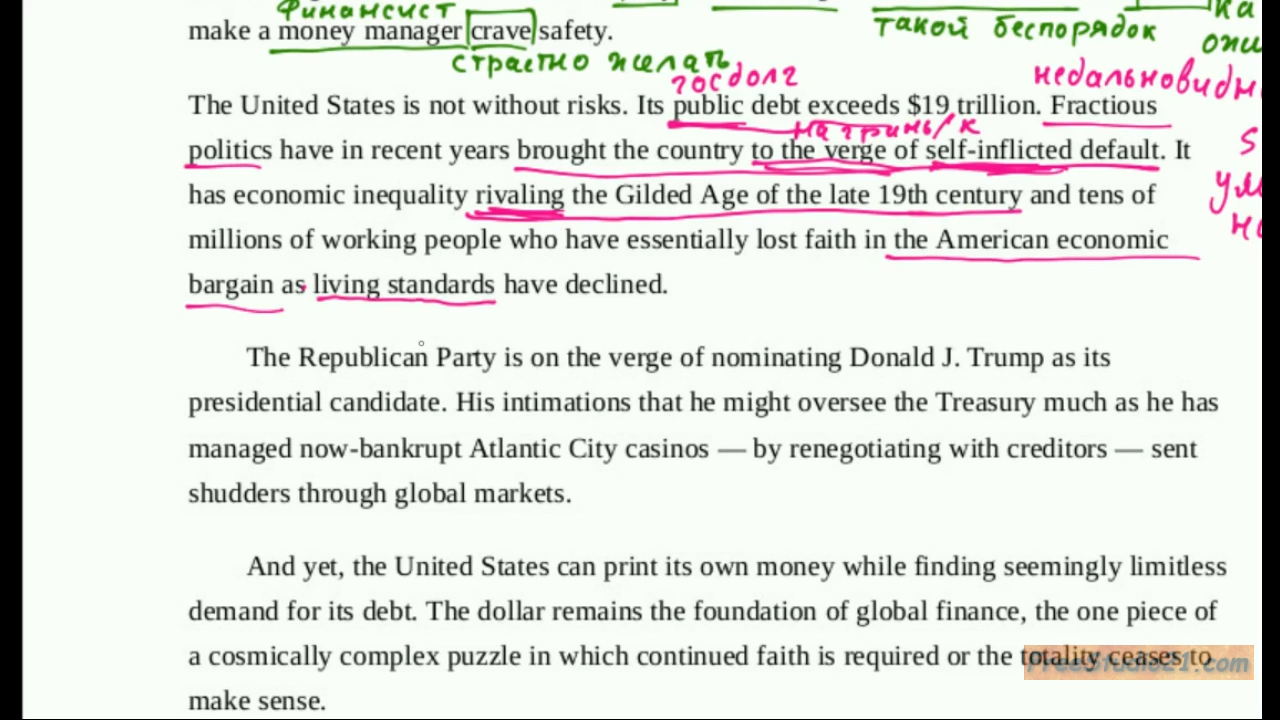 финансист
make a money manager crave safety.
такой беспорядок
страстно желать
госдолг
The United States is not without risks. Its public debt exceeds $19 trillion. Fractious
на грань/к
politics have in recent years brought the country to the verge of self-inflicted default. It
has economic inequality rivaling the Gilded Age of the late 19th century and tens of
millions of working people who have essentially lost faith in the American economic
bargain as living standards have declined.
The Republican Party is on the verge of nominating Donald J. Trump as its
presidential candidate. His intimations that he might oversee the Treasury much as he has
managed now-bankrupt Atlantic City casinos — by renegotiating with creditors — sent
shudders through global markets.
And yet, the United States can print its own money while finding seemingly limitless
demand for its debt. The dollar remains the foundation of global finance, the one piece of
a cosmically complex puzzle in which continued faith is required or the totality ceases to
FreeStudio21.com
make sense.